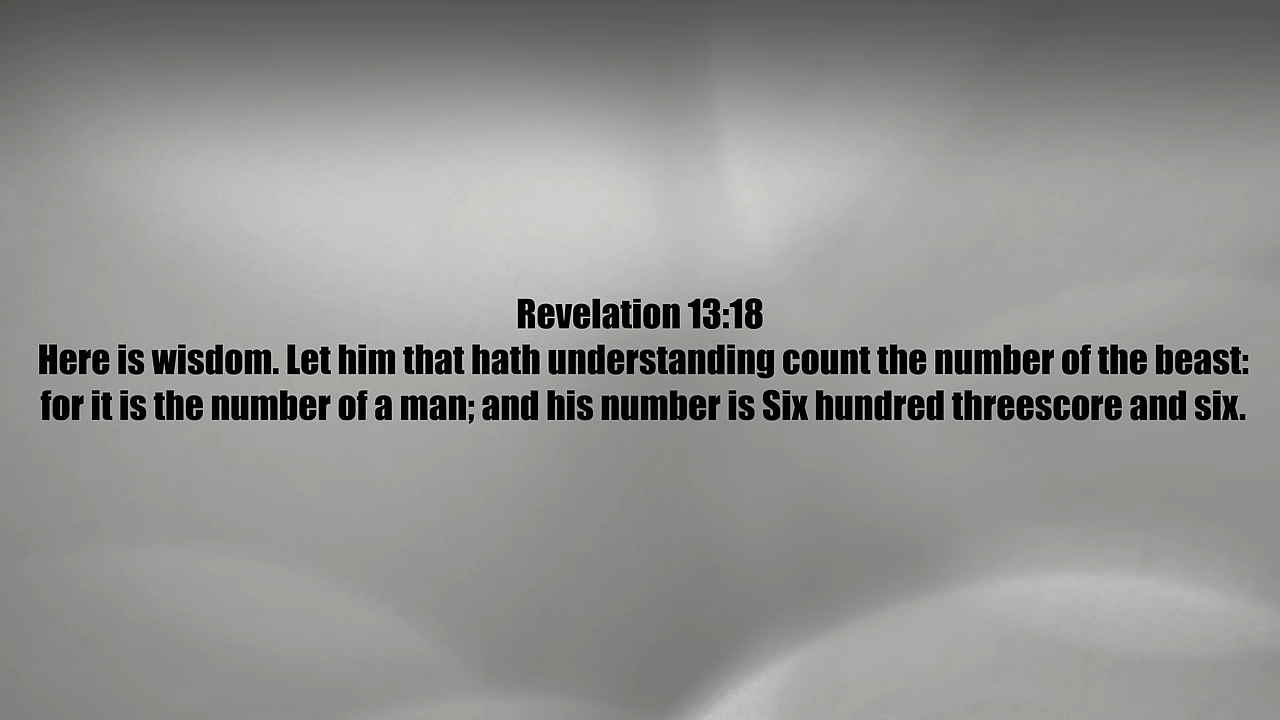 Revelation 13:18
Here is wisdom. Let him that hath understanding count the number of the beast:
for it is the number of a man; and his number is Six hundred threescore and six.